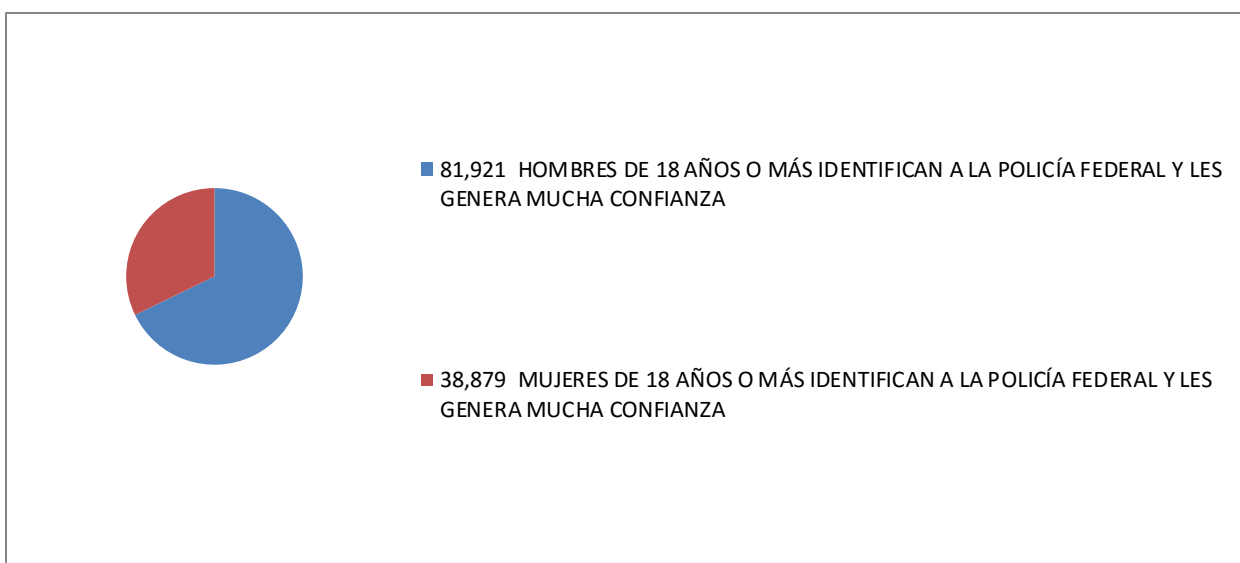 81,921 HOMBRES DE 18 AÑOS O MÁS IDENTIFICAN A LA POLICÍA FEDERAL Y LES
GENERA MUCHA CONFIANZA
38,879 MUJERES DE 18 AÑOS O MÁS IDENTIFICAN A LA POLICÍA FEDERAL Y LES
GENERA MUCHA CONFIANZA